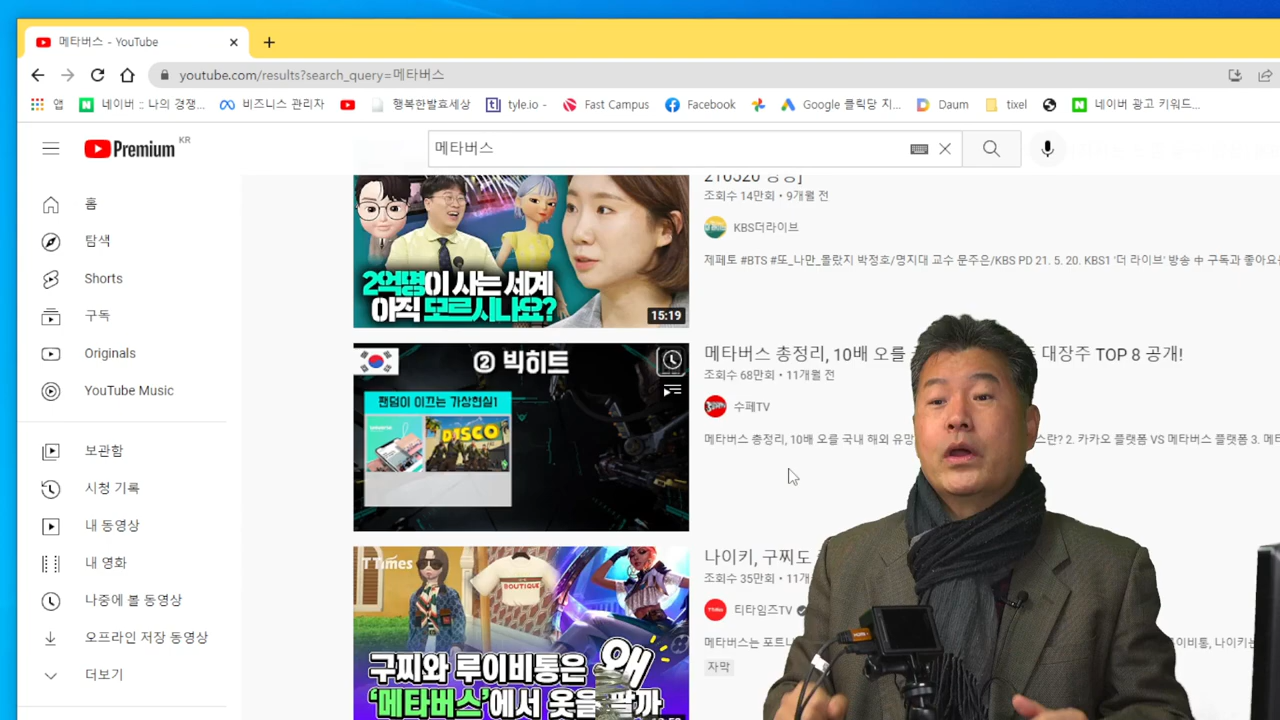 메타버스 - YouTube
youtube.com/results?search_query=메타버스
앱
네이버 :: 나의 경쟁...
비즈니스 관리자
행복한발효세상
tyle.io -
Fast Campus
Facebook
Google 클릭당 지...
Daum
tixel
네이버 광고 키워드...
Premium KR
메타버스
홈
탐색
Shorts
구독
Originals
YouTube Music
보관함
시청 기록
내 동영상
내 영화
나중에 볼 동영상
오프라인 저장 동영상
더보기
2억명이 사는 세계
아직 모르시나요?
15:19
조회수 14만회 • 9개월 전
KBS더라이브
제페토 #BTS #또_나만_몰랐지 박정호/명지대 교수 문주은/KBS PD 21. 5. 20. KBS1 '더 라이브' 방송 中 구독과 좋아요
② 빅히트
팬덤이 이끄는 가상현실1
DISCO
메타버스 총정리, 10배 오를 대장주 TOP 8 공개!
조회수 68만회 • 11개월 전
수페TV
메타버스 총정리, 10배 오를 국내 해외 유망 스란? 2. 카카오 플랫폼 VS 메타버스 플랫폼 3. 메타
TTimes
BOUTIQUE
구찌와 루이비통은 왜
'메타버스'에서 옷을 팔까
나이키, 구찌도
조회수 35만회 • 11개
티타임즈TV
메타버스는 포트나 이비통, 나이키는
자막